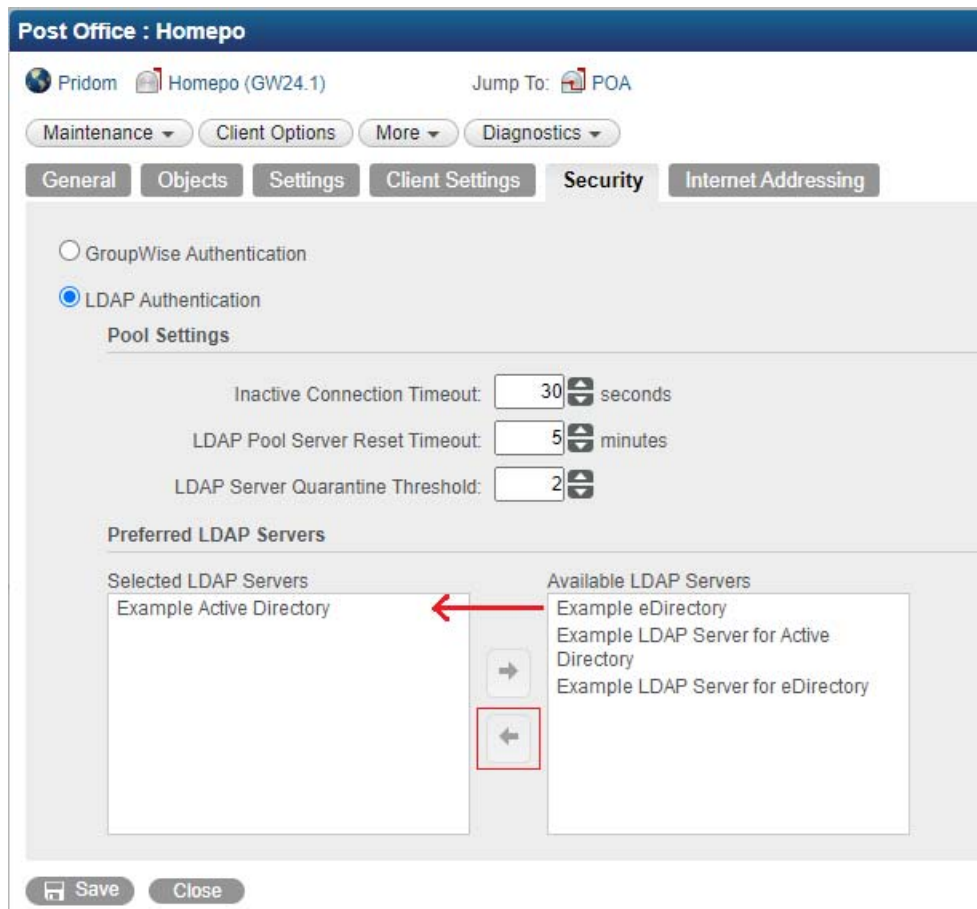 Post Office : Homepo
Pridom Homepo (GW24.1) Jump To: POA
Maintenance Client Options More Diagnostics
General Objects Settings Client Settings Security Internet Addressing
GroupWise Authentication
LDAP Authentication
Pool Settings
Inactive Connection Timeout: 30 seconds
LDAP Pool Server Reset Timeout: 5 minutes
LDAP Server Quarantine Threshold: 2
Preferred LDAP Servers
Selected LDAP Servers Available LDAP Servers
Example Active Directory Example eDirectory
Example LDAP Server for Active
Directory
Example LDAP Server for eDirectory
Save Close